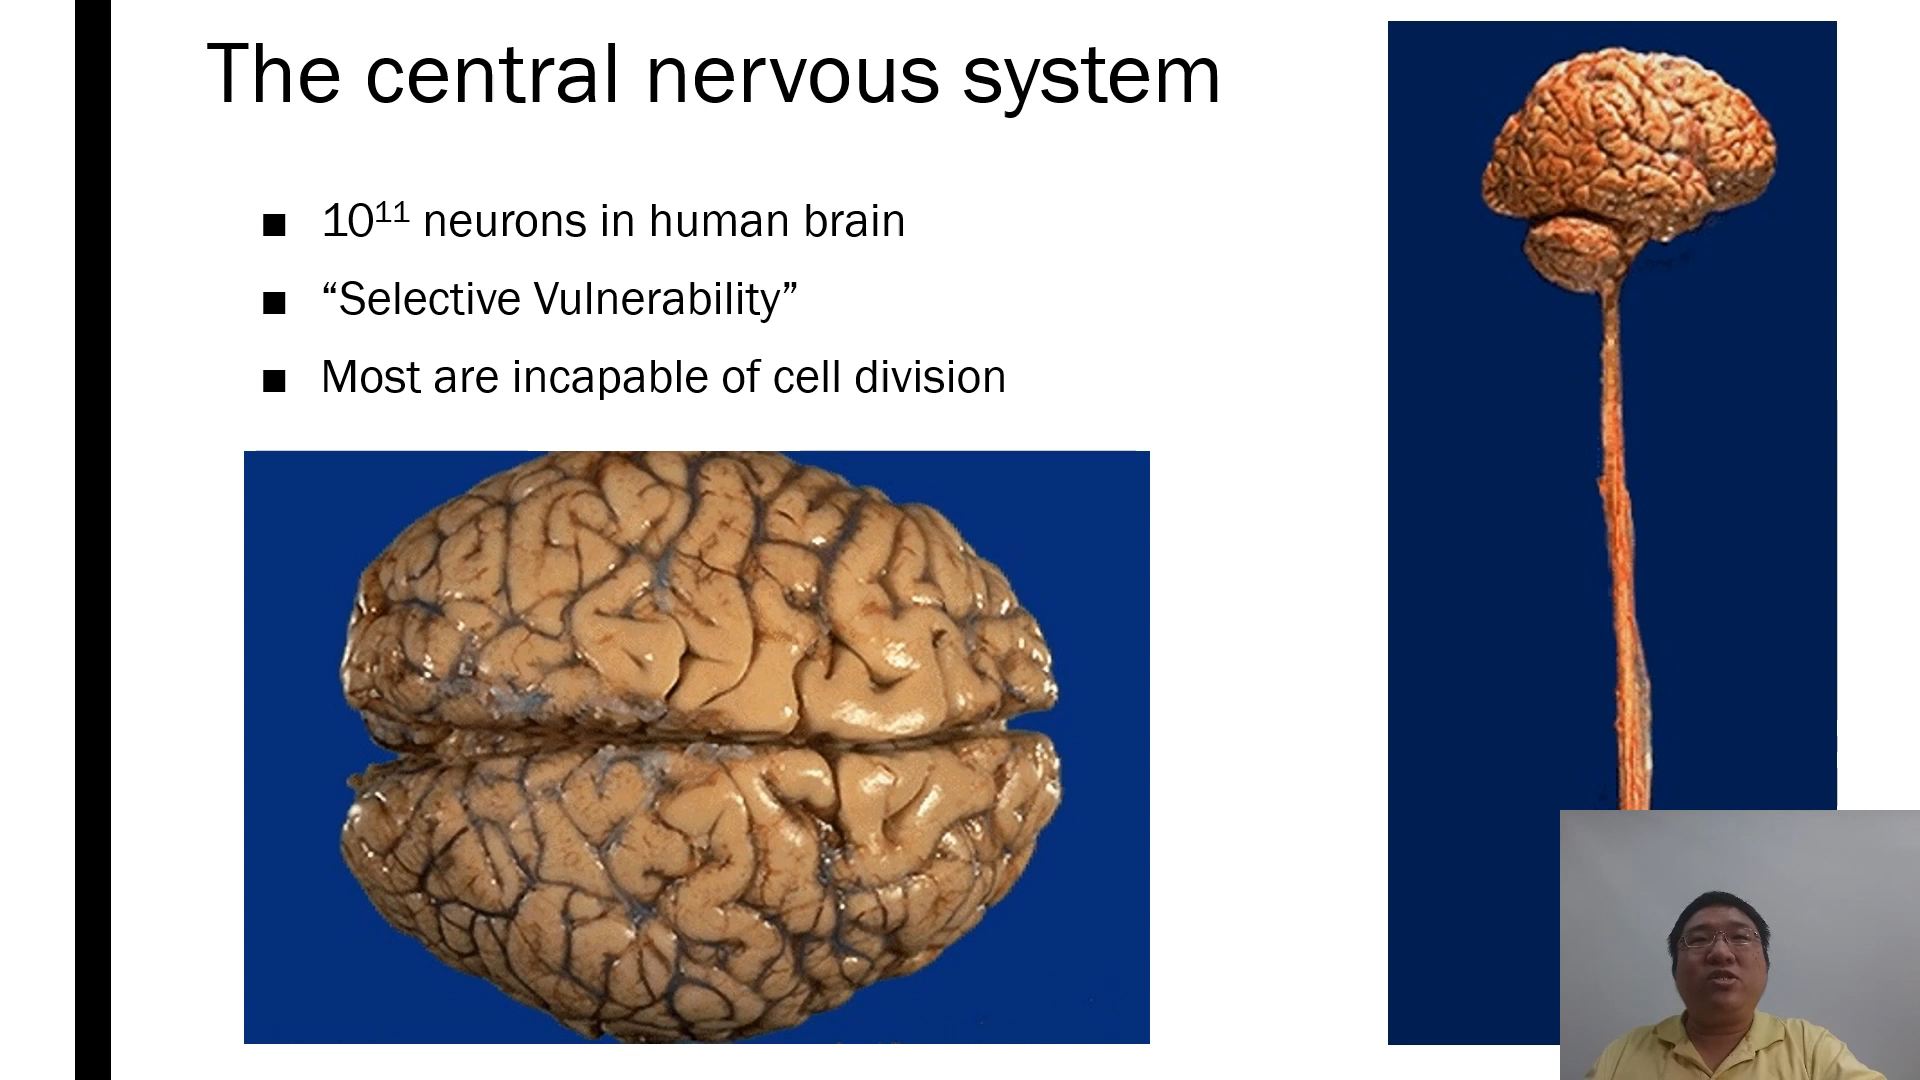 The central nervous system
■ 10¹¹ neurons in human brain
■ “Selective Vulnerability”
■ Most are incapable of cell division